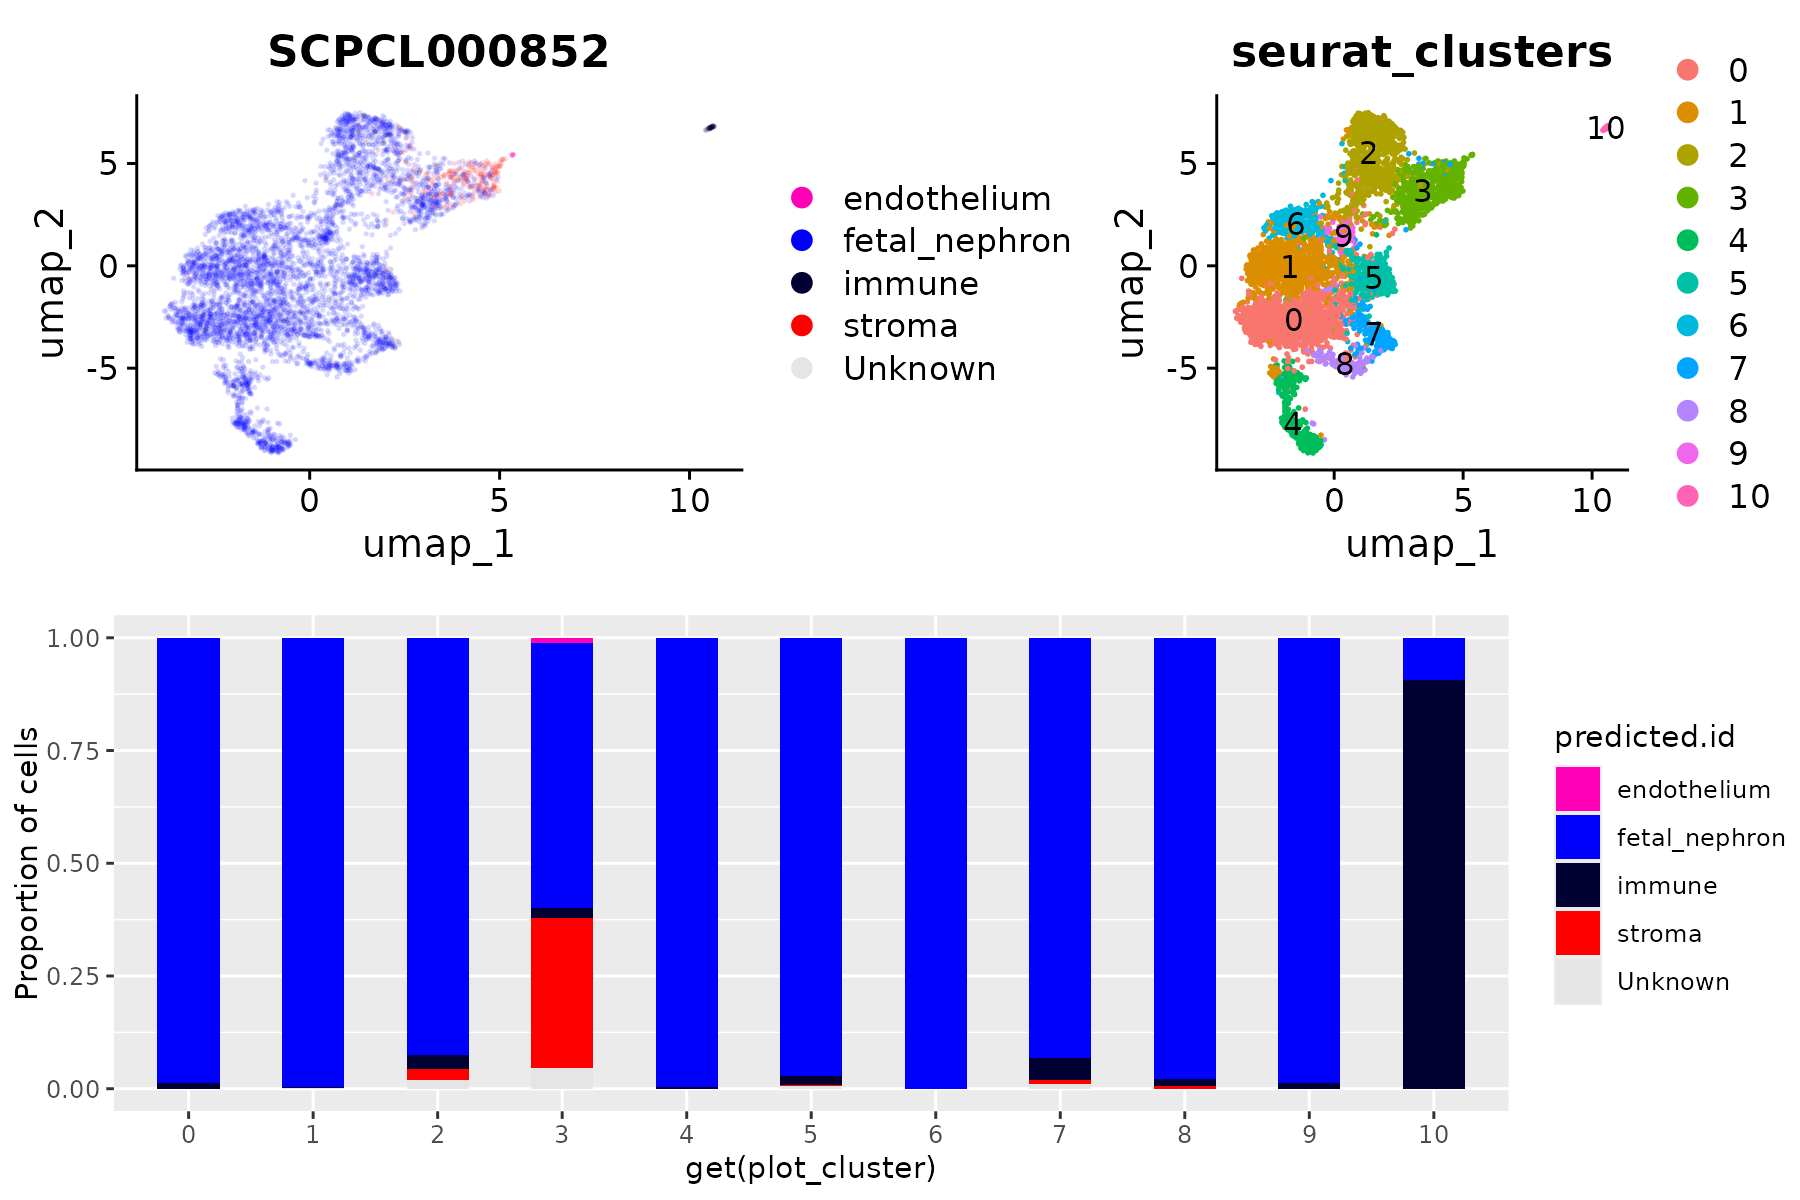 SCPCL000852
5
0
-5
umap_2
0
5
10
umap_1
endothelium
fetal_nephron
immune
stroma
Unknown
seurat_clusters
5
0
-5
umap_2
0
5
10
umap_1
10
2
3
6
9
1
5
0
7
8
4
0
1
2
3
4
5
6
7
8
9
10
1.00
0.75
0.50
0.25
0.00
Proportion of cells
0
1
2
3
4
5
6
7
8
9
10
get(plot_cluster)
predicted.id
endothelium
fetal_nephron
immune
stroma
Unknown